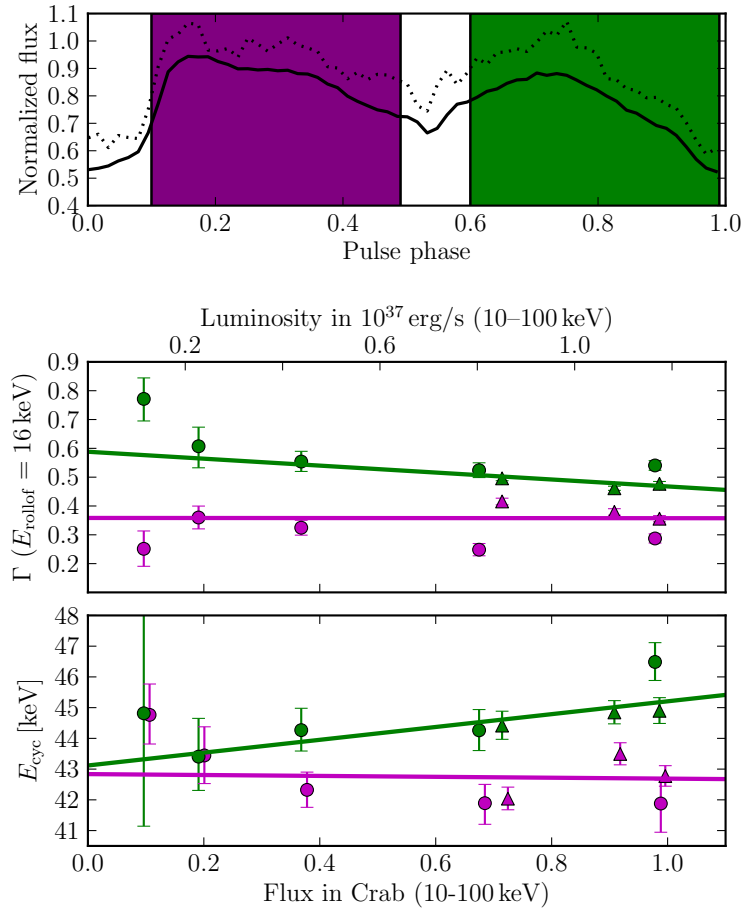 Normalized flux
1.1
1.0
0.9
0.8
0.7
0.6
0.5
0.4
0.0 0.2 0.4 0.6 0.8 1.0
Pulse phase
Luminosity in 10³⁷ erg/s (10–100 keV)
0.2 0.6 1.0
Γ (E_rollof = 16 keV)
0.9
0.8
0.7
0.6
0.5
0.4
0.3
0.2
E_cyc [keV]
48
47
46
45
44
43
42
41
0.0 0.2 0.4 0.6 0.8 1.0
Flux in Crab (10-100 keV)